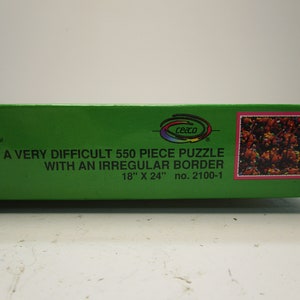 ceaco
A VERY DIFFICULT 550 PIECE PUZZLE
WITH AN IRREGULAR BORDER
18" X 24" no. 2100-1